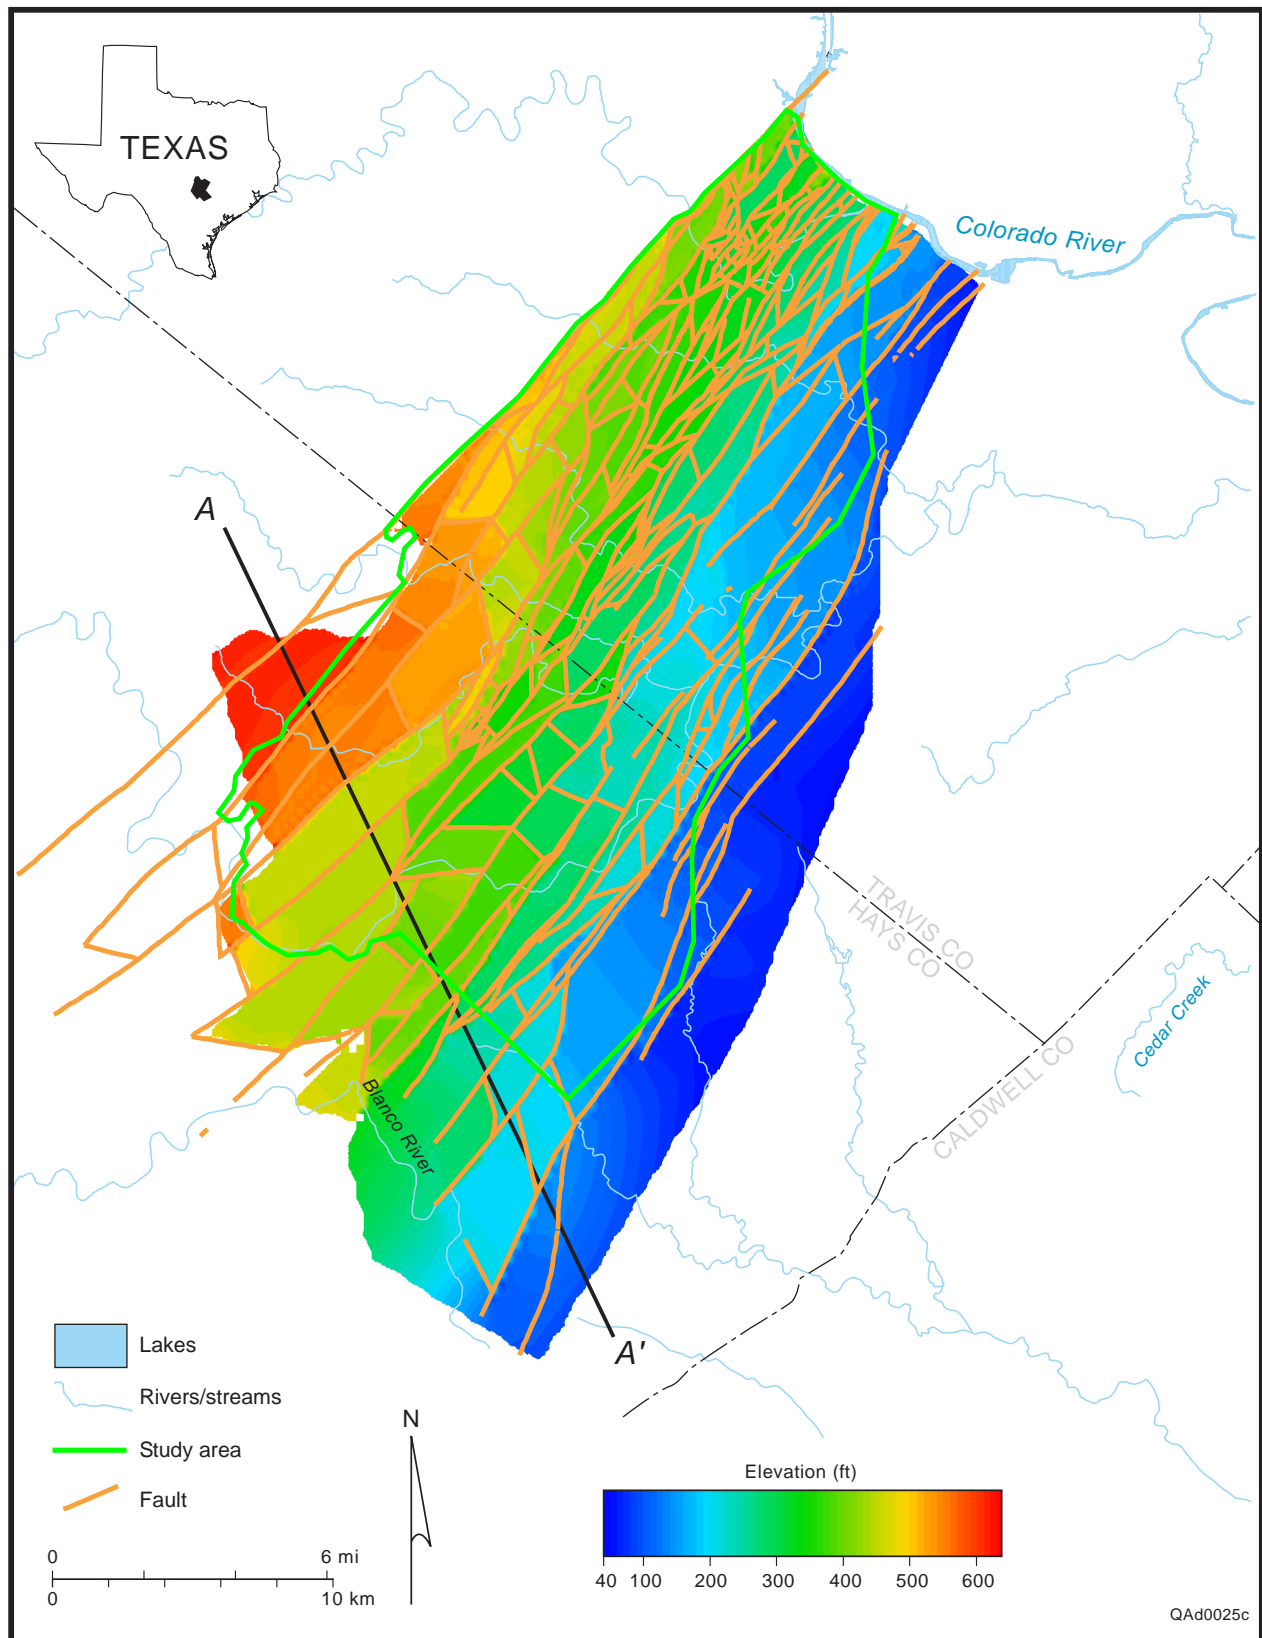 TEXAS
Colorado River
A
TRAVIS CO
HAYS CO
Cedar Creek
CALDWELL CO
Blanco River
A'
Lakes
Rivers/streams
Study area
Fault
N
0 6 mi
0 10 km
Elevation (ft)
40 100 200 300 400 500 600
QAd0025c